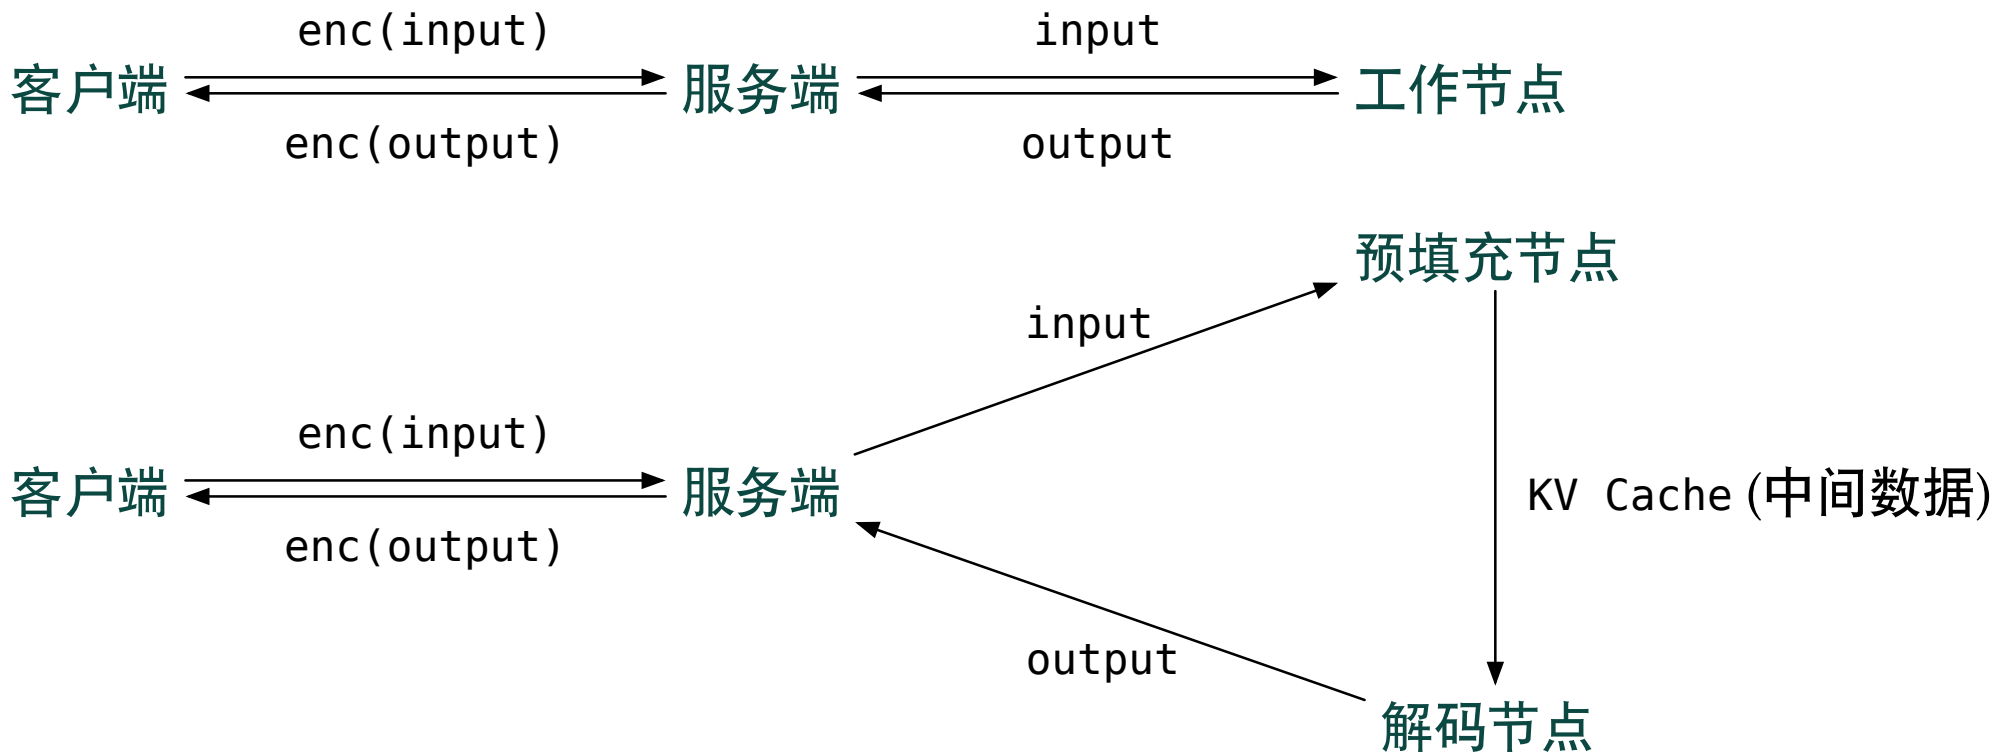 enc(input)
input
客户端
服务端
工作节点
enc(output)
output
预填充节点
input
enc(input)
客户端
服务端
KV Cache (中间数据)
enc(output)
output
解码节点